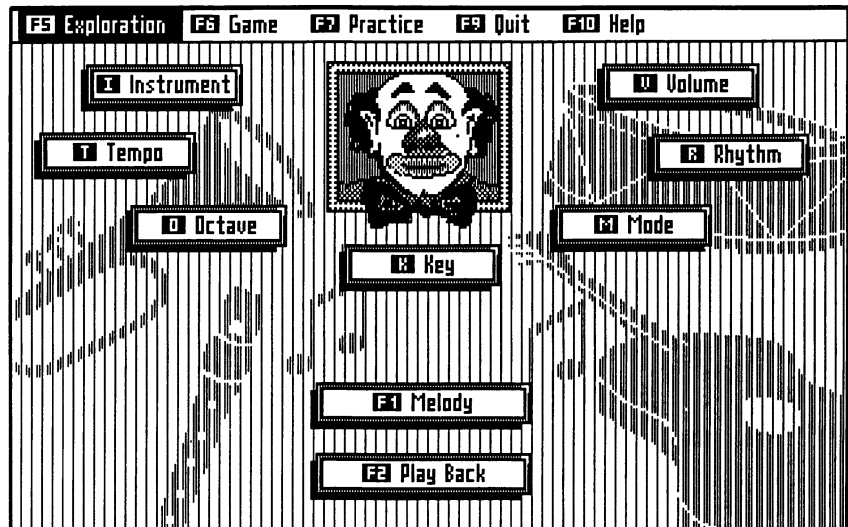 F5 Exploration F6 Game F7 Practice F9 Quit F10 Help
I Instrument
V Volume
T Tempo
R Rhythm
O Octave
M Mode
K Key
F1 Melody
F2 Play Back